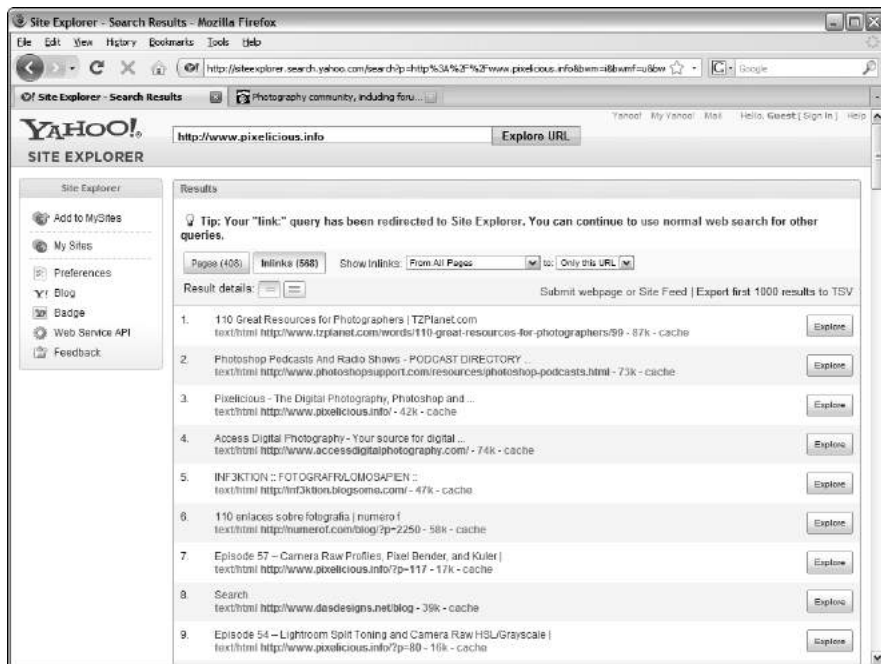 Site Explorer - Search Results - Mozilla Firefox
File Edit View History Bookmarks Tools Help
http://siteexplorer.search.yahoo.com/search?p=http%3A%2F%2Fwww.pixelicious.info&bwm=i&bwmf=u&bw
Google
Site Explorer - Search Results
Photography community, including foru...
Yahoo! My Yahoo! Mail Hello, Guest [ Sign In ] Help
YAHOO!
SITE EXPLORER
http://www.pixelicious.info
Explore URL
Site Explorer
Add to MySites
My Sites
Preferences
Y! Blog
Badge
Web Service API
Feedback
Results
Tip: Your "link:" query has been redirected to Site Explorer. You can continue to use normal web search for other
queries.
Pages (408) Inlinks (568) Show Inlinks: From All Pages to: Only this URL
Result details:
Submit webpage or Site Feed | Export first 1000 results to TSV
1. 110 Great Resources for Photographers | TZPlanet.com
text/html http://www.tzplanet.com/words/110-great-resources-for-photographers/99 - 87k - cache
Explore
2. Photoshop Podcasts And Radio Shows - PODCAST DIRECTORY ...
text/html http://www.photoshopsupport.com/resources/photoshop-podcasts.html - 73k - cache
Explore
3. Pixelicious - The Digital Photography, Photoshop and ...
text/html http://www.pixelicious.info/ - 42k - cache
Explore
4. Access Digital Photography - Your source for digital ...
text/html http://www.accessdigitalphotography.com/ - 74k - cache
Explore
5. INF3KTION :: FOTOGRAFR/LOMOSAPIEN ::
text/html http://inf3ktion.blogsome.com/ - 47k - cache
Explore
6. 110 enlaces sobre fotografia | numero f
text/html http://numerof.com/blog/?p=2250 - 58k - cache
Explore
7. Episode 57 – Camera Raw Profiles, Pixel Bender, and Kuler |
text/html http://www.pixelicious.info/?p=117 - 17k - cache
Explore
8. Search
text/html http://www.dasdesigns.net/blog - 39k - cache
Explore
9. Episode 54 – Lightroom Split Toning and Camera Raw HSL/Grayscale |
text/html http://www.pixelicious.info/?p=80 - 16k - cache
Explore